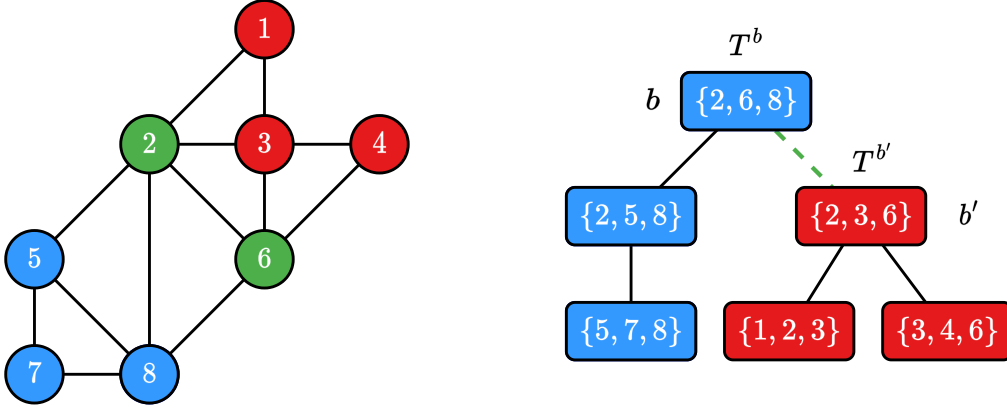 1
2
3
4
5
6
7
8
T^b
b
{2, 6, 8}
T^{b'}
{2, 5, 8}
{2, 3, 6}
b'
{5, 7, 8}
{1, 2, 3}
{3, 4, 6}